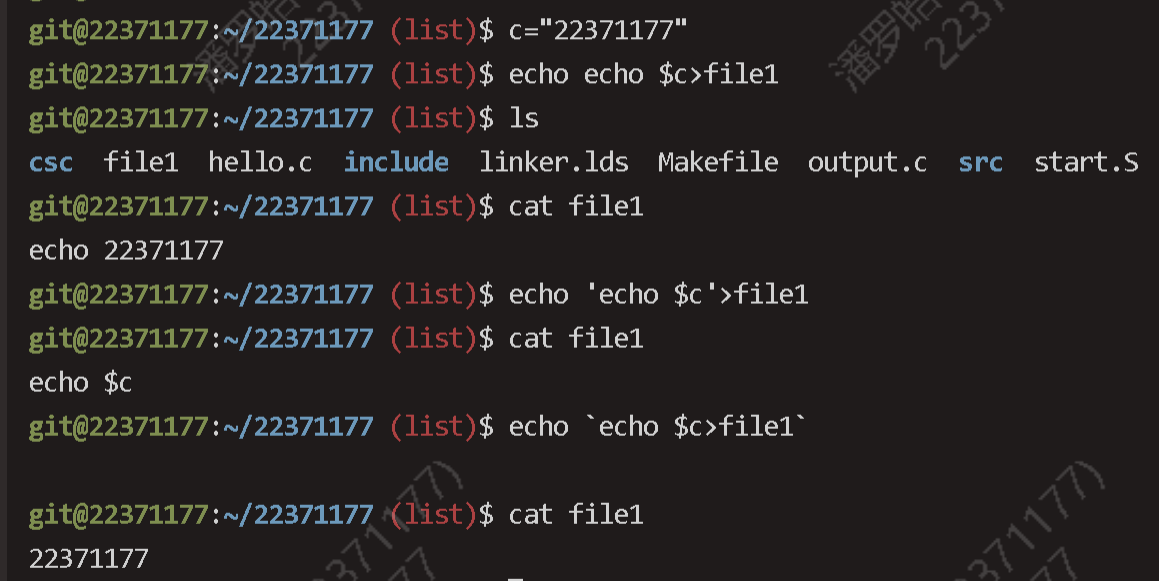 git@22371177:~/22371177 (list)$ c="22371177"
git@22371177:~/22371177 (list)$ echo echo $c>file1
git@22371177:~/22371177 (list)$ ls
csc file1 hello.c include linker.lds Makefile output.c src start.S
git@22371177:~/22371177 (list)$ cat file1
echo 22371177
git@22371177:~/22371177 (list)$ echo 'echo $c'>file1
git@22371177:~/22371177 (list)$ cat file1
echo $c
git@22371177:~/22371177 (list)$ echo `echo $c>file1`
git@22371177:~/22371177 (list)$ cat file1
22371177